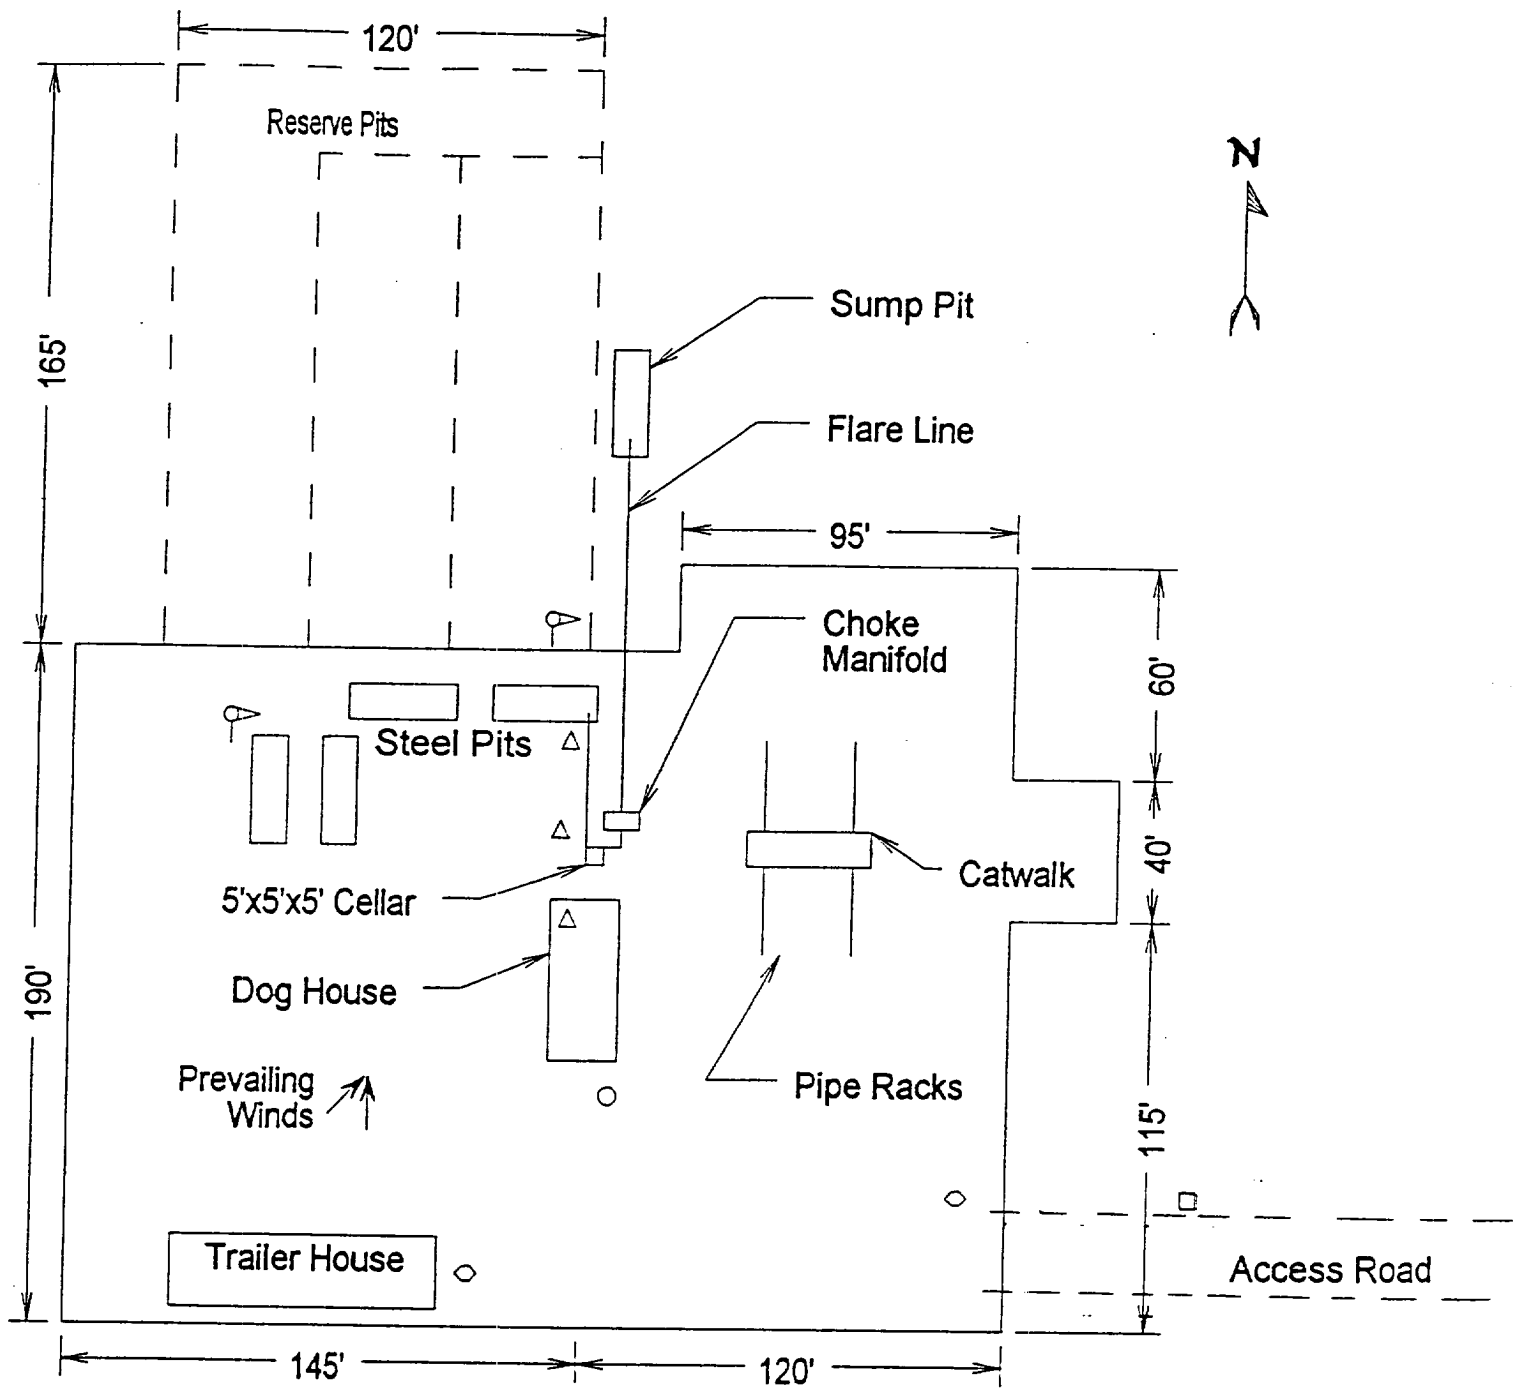 120'
Reserve Pits
N
165'
Sump Pit
Flare Line
95'
Choke
Manifold
60'
Steel Pits
40'
Catwalk
5'x5'x5' Cellar
Dog House
190'
Prevailing
Winds
Pipe Racks
115'
Trailer House
Access Road
145'
120'